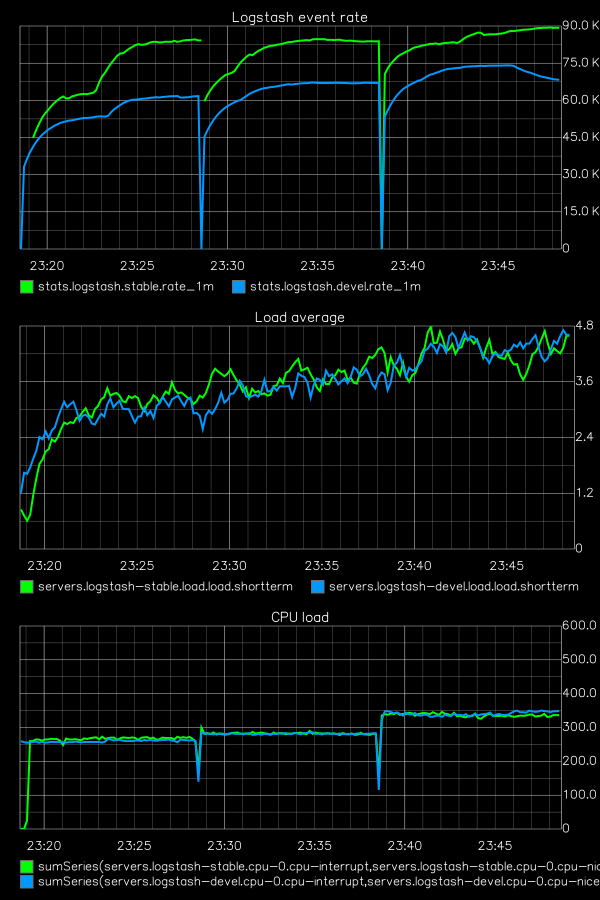 Logstash event rate
90.0 K
75.0 K
60.0 K
45.0 K
30.0 K
15.0 K
0
23:20 23:25 23:30 23:35 23:40 23:45
stats.logstash.stable.rate_1m stats.logstash.devel.rate_1m
Load average
4.8
3.6
2.4
1.2
0
23:20 23:25 23:30 23:35 23:40 23:45
servers.logstash-stable.load.load.shortterm servers.logstash-devel.load.load.shortterm
CPU load
600.0
500.0
400.0
300.0
200.0
100.0
0
23:20 23:25 23:30 23:35 23:40 23:45
sumSeries(servers.logstash-stable.cpu-0.cpu-interrupt,servers.logstash-stable.cpu-0.cpu-nic
sumSeries(servers.logstash-devel.cpu-0.cpu-interrupt,servers.logstash-devel.cpu-0.cpu-nice